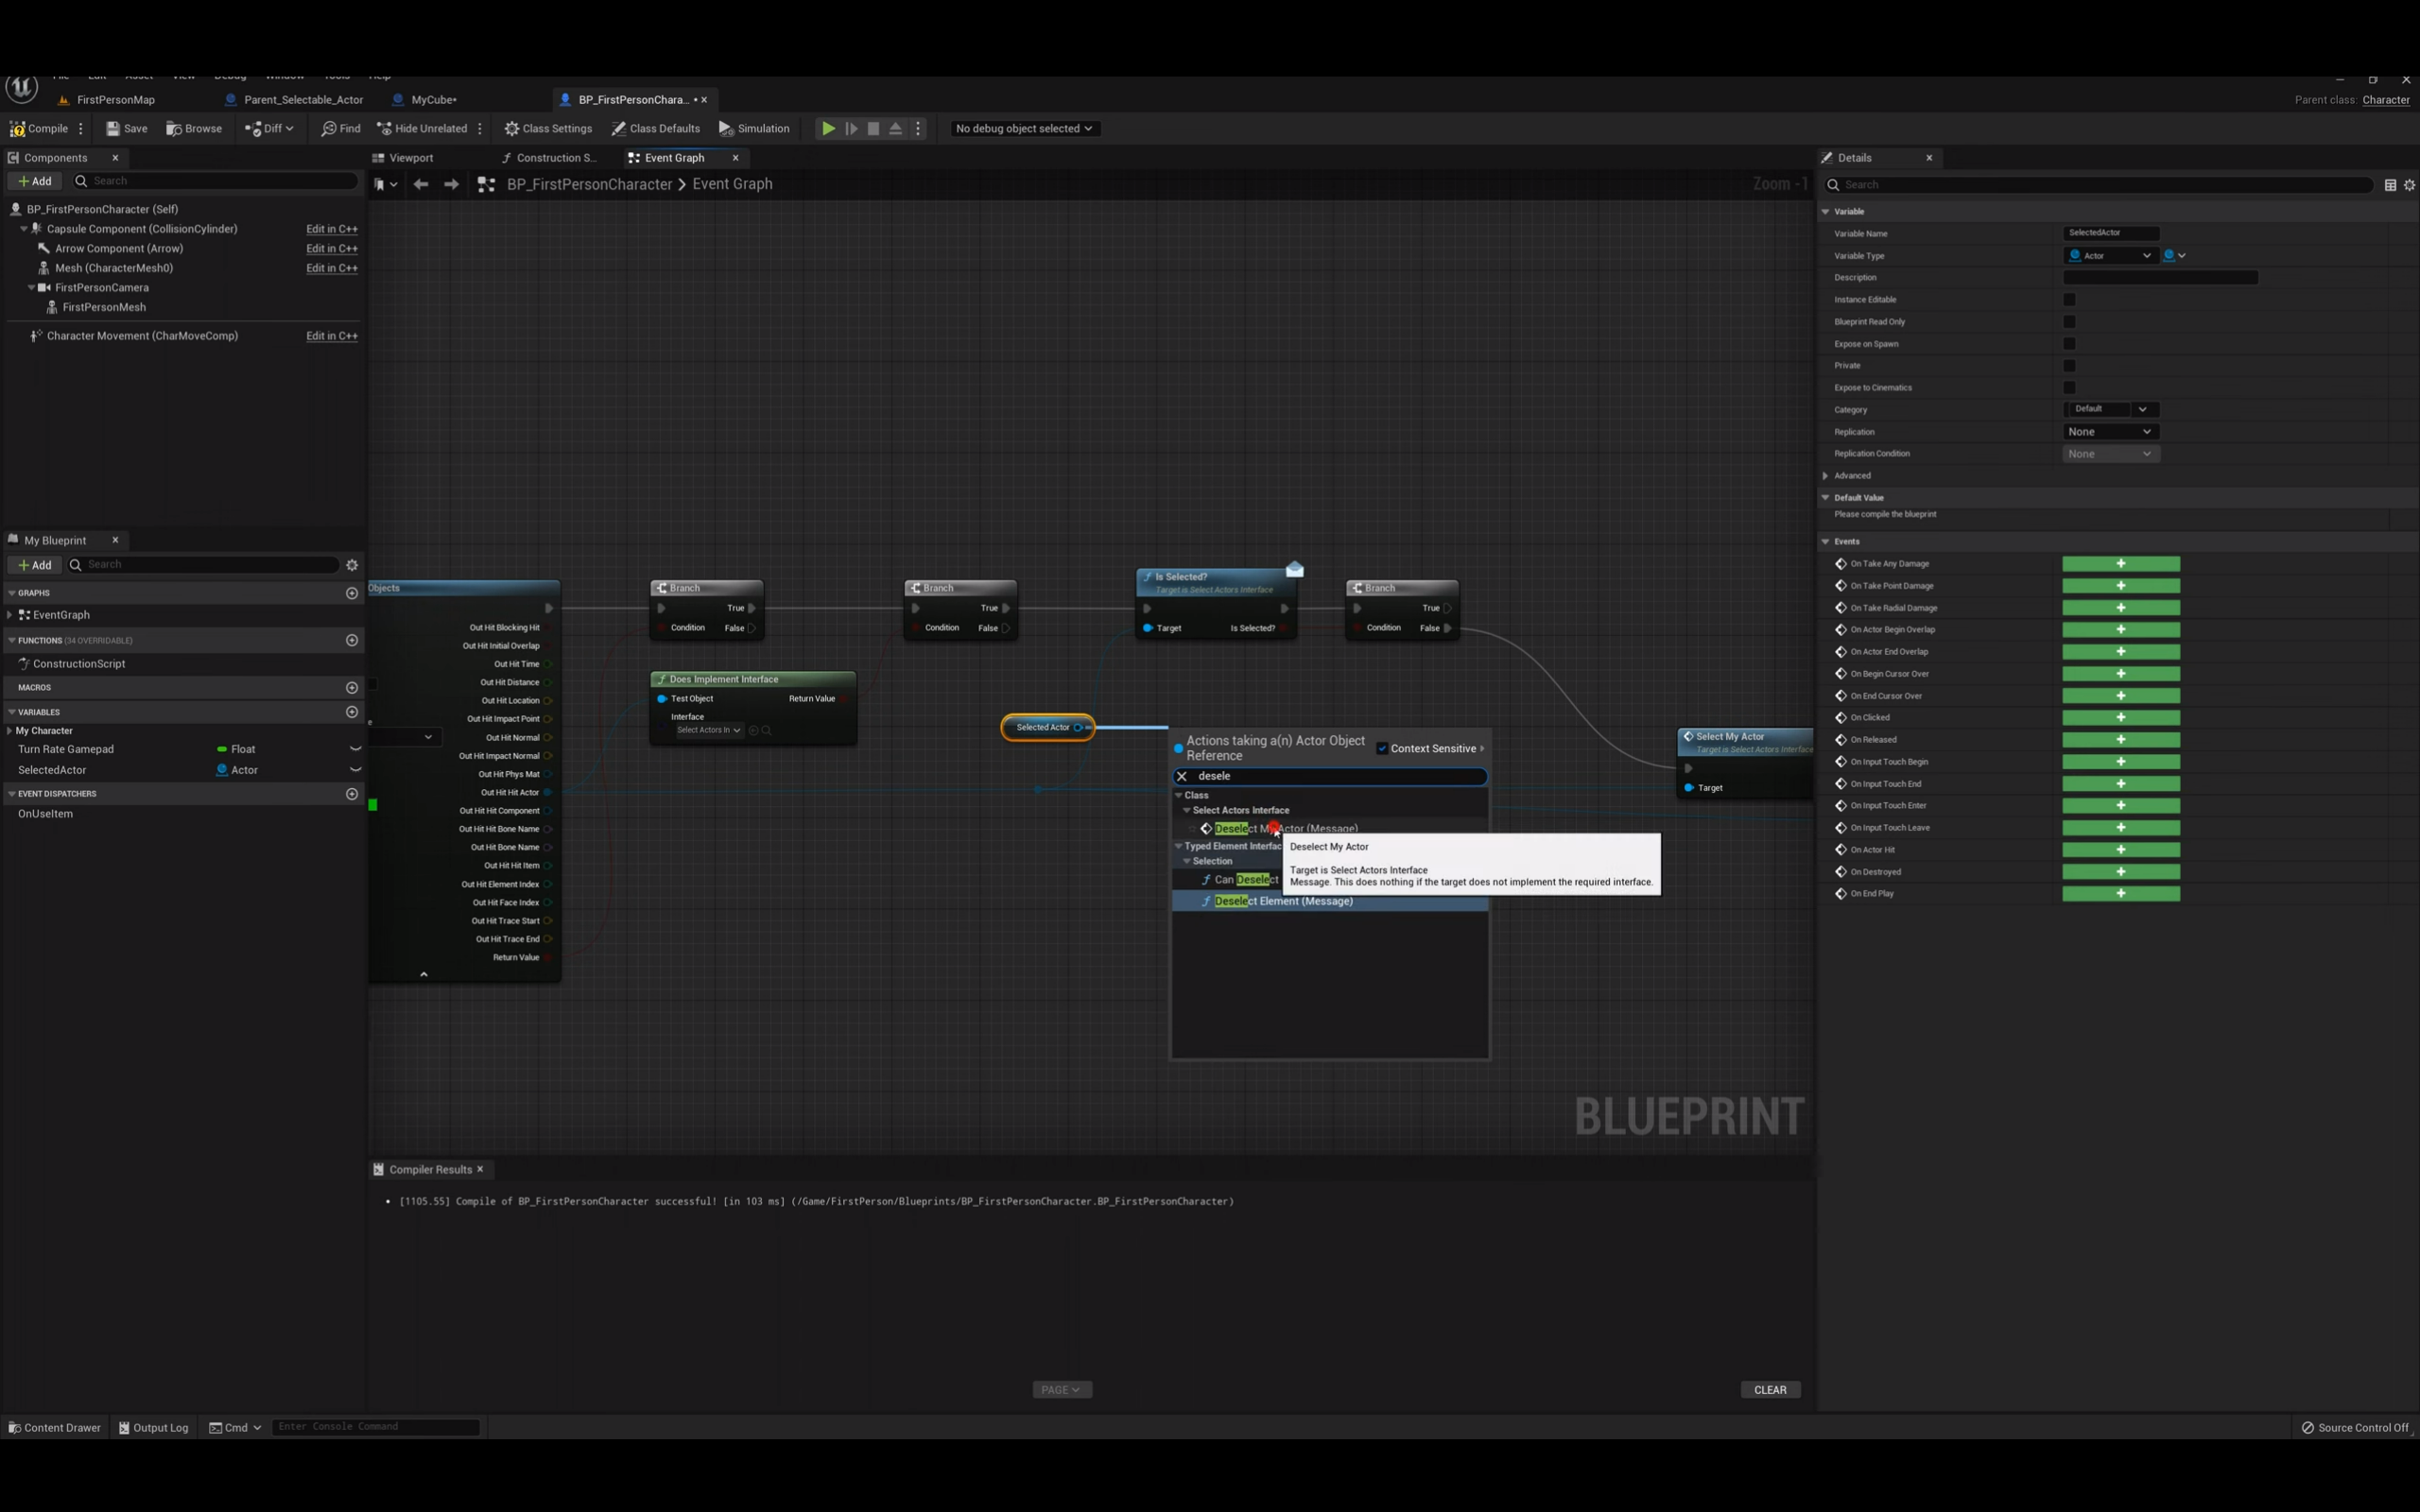 File Edit Asset View Debug Window Tools Help
FirstPersonMap
Parent_Selectable_Actor
MyCube•
BP_FirstPersonChara... •
Parent class: Character
Compile
Save
Browse
Diff
Find
Hide Unrelated
Class Settings
Class Defaults
Simulation
No debug object selected
Components
Add
Search
BP_FirstPersonCharacter (Self)
Capsule Component (CollisionCylinder) Edit in C++
Arrow Component (Arrow) Edit in C++
Mesh (CharacterMesh0) Edit in C++
FirstPersonCamera
FirstPersonMesh
Character Movement (CharMoveComp) Edit in C++
My Blueprint
Add
Search
GRAPHS
EventGraph
FUNCTIONS (34 OVERRIDABLE)
ConstructionScript
MACROS
VARIABLES
My Character
Turn Rate Gamepad Float
SelectedActor Actor
EVENT DISPATCHERS
OnUseItem
Viewport
Construction S...
Event Graph
BP_FirstPersonCharacter > Event Graph
Zoom -1
Objects
Out Hit Blocking Hit
Out Hit Initial Overlap
Out Hit Time
Out Hit Distance
Out Hit Location
Out Hit Impact Point
Out Hit Normal
Out Hit Impact Normal
Out Hit Phys Mat
Out Hit Hit Actor
Out Hit Hit Component
Out Hit Hit Bone Name
Out Hit Bone Name
Out Hit Hit Item
Out Hit Element Index
Out Hit Face Index
Out Hit Trace Start
Out Hit Trace End
Return Value
Branch
True
Condition False
Does Implement Interface
Test Object Return Value
Interface
Select Actors In
Branch
True
Condition False
Is Selected?
Target is Select Actors Interface
Target Is Selected?
Branch
True
Condition False
Selected Actor
Select My Actor
Target is Select Actors Interface
Target
Actions taking a(n) Actor Object
Reference
Context Sensitive
desele
Class
Select Actors Interface
Deselect My Actor (Message)
Typed Element Interfac
Selection
Can Deselect
Deselect Element (Message)
Deselect My Actor
Target is Select Actors Interface
Message. This does nothing if the target does not implement the required interface.
BLUEPRINT
Compiler Results
[1105.55] Compile of BP_FirstPersonCharacter successful! [in 103 ms] (/Game/FirstPerson/Blueprints/BP_FirstPersonCharacter.BP_FirstPersonCharacter)
PAGE
CLEAR
Details
Search
Variable
Variable Name SelectedActor
Variable Type Actor
Description
Instance Editable
Blueprint Read Only
Expose on Spawn
Private
Expose to Cinematics
Category Default
Replication None
Replication Condition None
Advanced
Default Value
Please compile the blueprint
Events
On Take Any Damage
On Take Point Damage
On Take Radial Damage
On Actor Begin Overlap
On Actor End Overlap
On Begin Cursor Over
On End Cursor Over
On Clicked
On Released
On Input Touch Begin
On Input Touch End
On Input Touch Enter
On Input Touch Leave
On Actor Hit
On Destroyed
On End Play
Content Drawer
Output Log
Cmd
Enter Console Command
Source Control Off